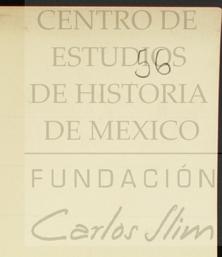 CENTRO DE
ESTUDIOS
56
DE HISTORIA
DE MEXICO
FUNDACIÓN
Carlos Slim